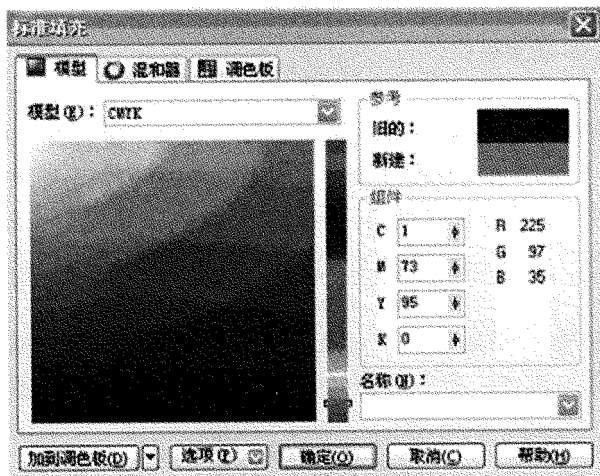 标准填充
模型 混和器 调色板
模型(E): CMYK
参考
旧的:
新建:
组件
C 1 R 225
M 73 G 97
Y 95 B 35
K 0
名称(N):
加到调色板(D) 选项(P) 确定(O) 取消(C) 帮助(H)